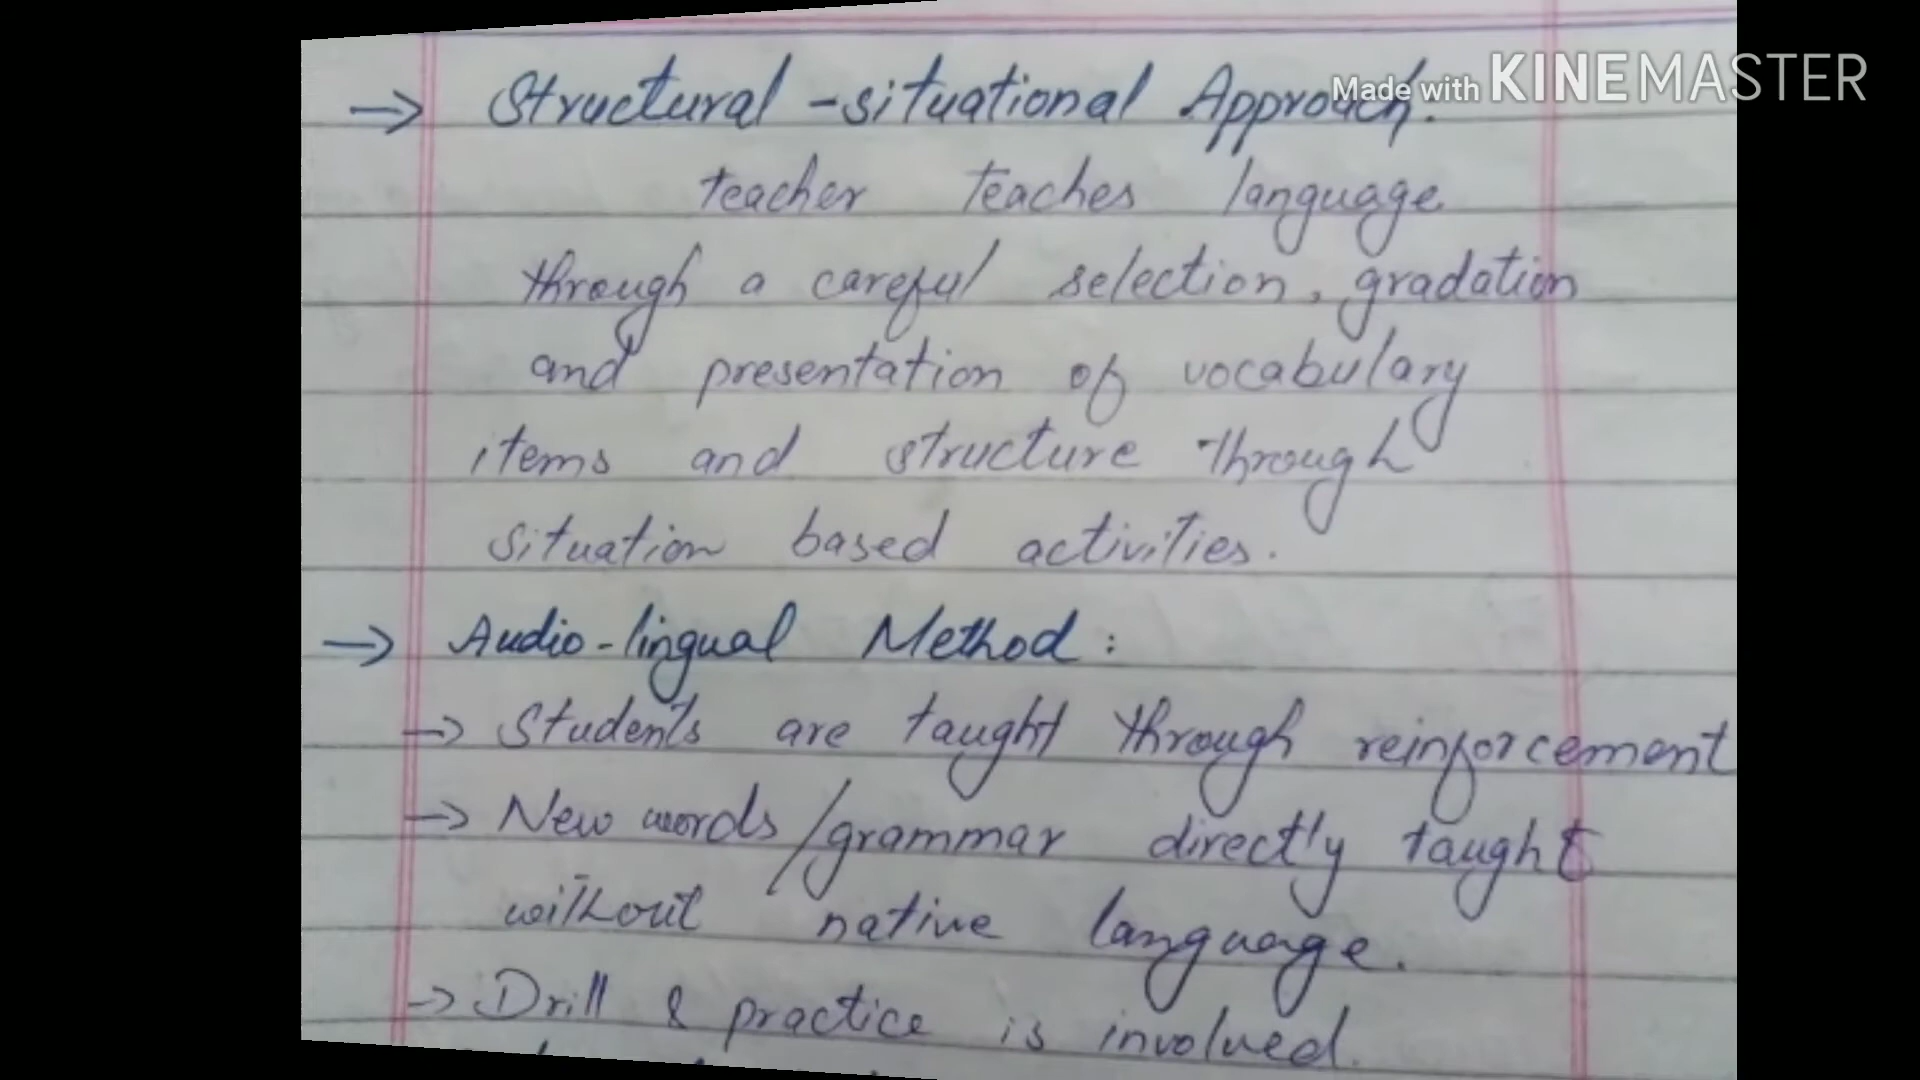 Made with KINEMASTER
→ Structural-situational Approach.
teacher teaches language
through a careful selection, gradation
and presentation of vocabulary
items and structure through
situation based activities.
→ Audio-lingual Method:
→ Students are taught through reinforcement
→ New words/grammar directly taught
without native language.
→ Drill & practice is involved.